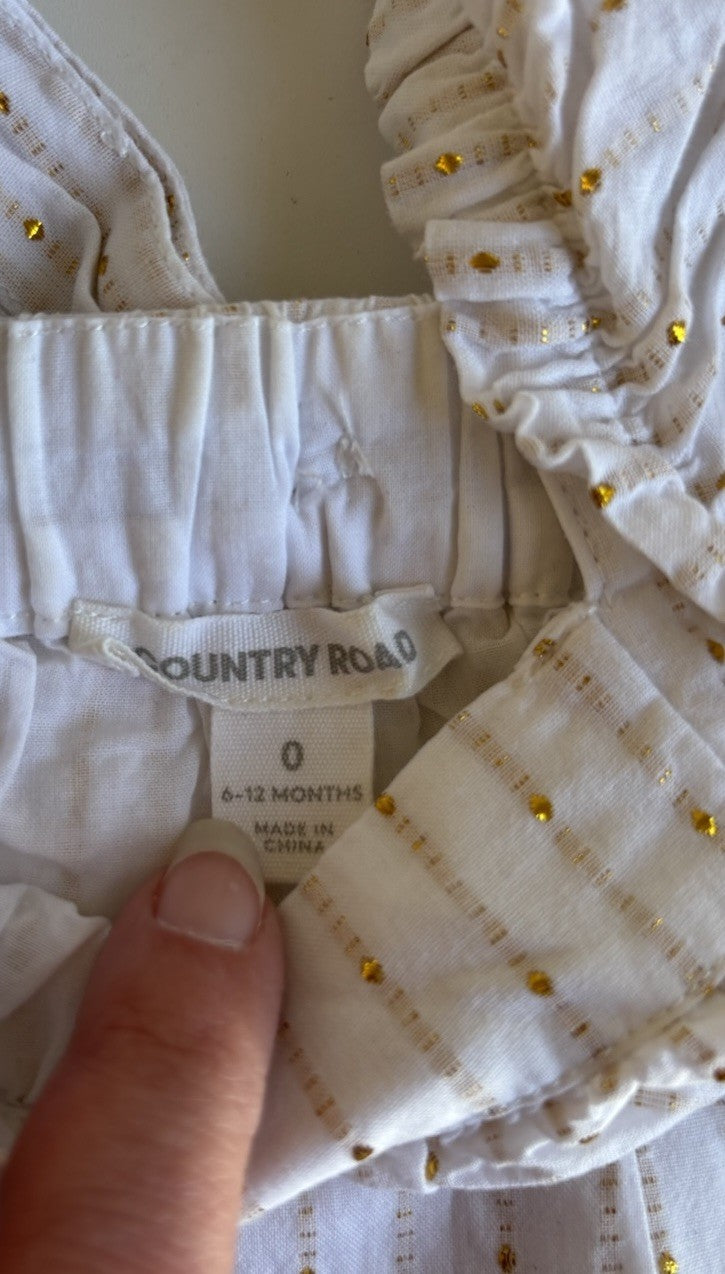 COUNTRY ROAD
0
6-12 MONTHS
MADE IN
CHINA